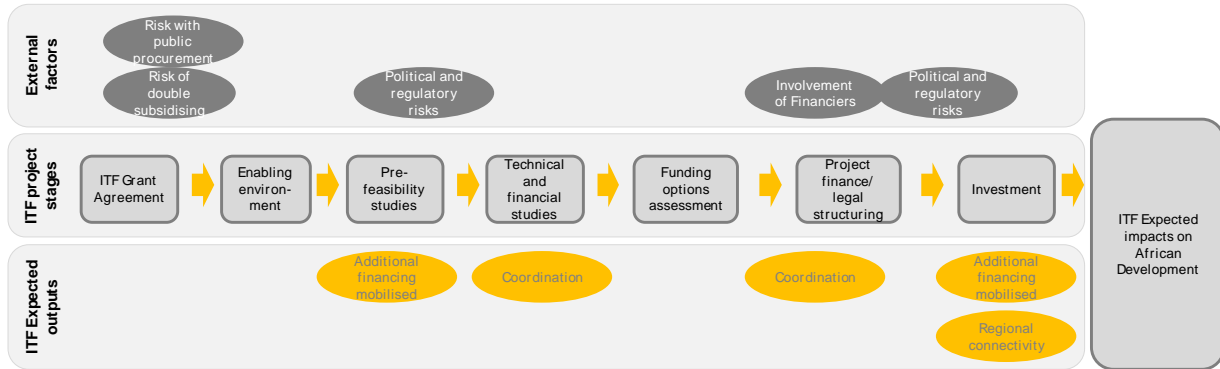 External
factors
Risk with
public
procurement
Risk of
double
subsidising
Political and
regulatory
risks
Involvement
of Financiers
Political and
regulatory
risks
ITF project
stages
ITF Grant
Agreement
Enabling
environ-
ment
Pre-
feasibility
studies
Technical
and
financial
studies
Funding
options
assessment
Project
finance/
legal
structuring
Investment
ITF Expected
impacts on
African
Development
ITF Expected
outputs
Additional
financing
mobilised
Coordination
Coordination
Additional
financing
mobilised
Regional
connectivity